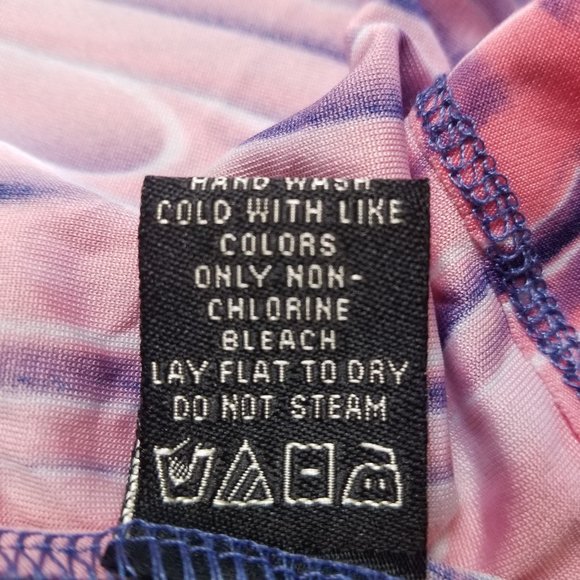 HAND WASH
COLD WITH LIKE
COLORS
ONLY NON-
CHLORINE
BLEACH
LAY FLAT TO DRY
DO NOT STEAM